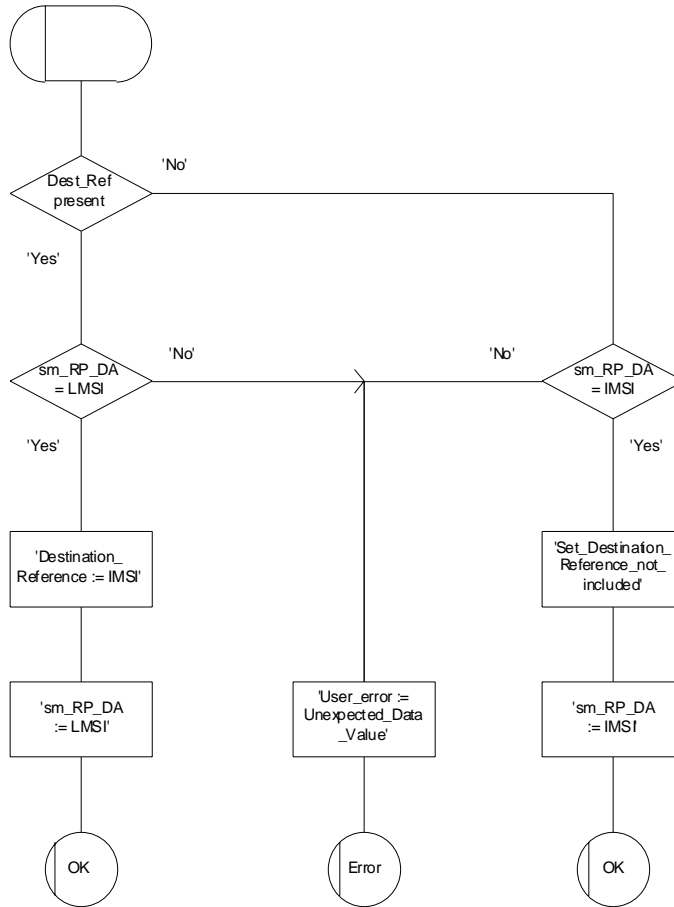 'No'
Dest_Ref
present
'Yes'
sm_RP_DA
= LMSI
'No'
'No'
sm_RP_DA
= IMSI
'Yes'
'Yes'
'Destination_
Reference := IMSI'
'Set_Destination_
Reference_not_
included'
'sm_RP_DA
:= LMSI'
'User_error :=
Unexpected_Data
_Value'
'sm_RP_DA
:= IMSI'
OK
Error
OK